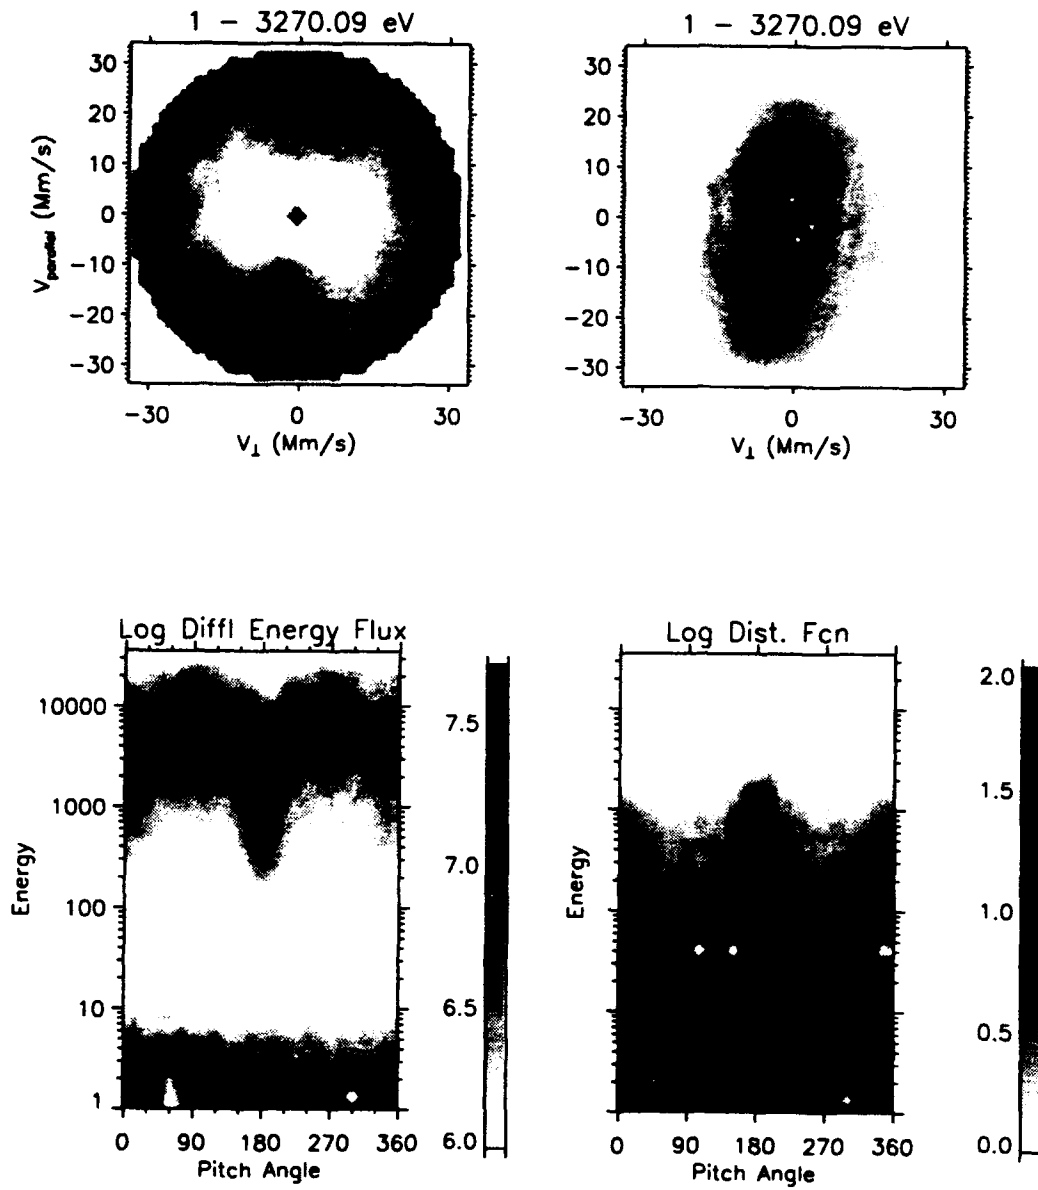 1 - 3270.09 eV
30
20
10
0
-10
-20
-30
V_parallel (Mm/s)
-30 0 30
V⊥ (Mm/s)
1 - 3270.09 eV
30
20
10
0
-10
-20
-30
-30 0 30
V⊥ (Mm/s)
Log Diffl Energy Flux
10000
1000
100
10
1
Energy
0 90 180 270 360
Pitch Angle
7.5
7.0
6.5
6.0
Log Dist. Fcn
Energy
0 90 180 270 360
Pitch Angle
2.0
1.5
1.0
0.5
0.0